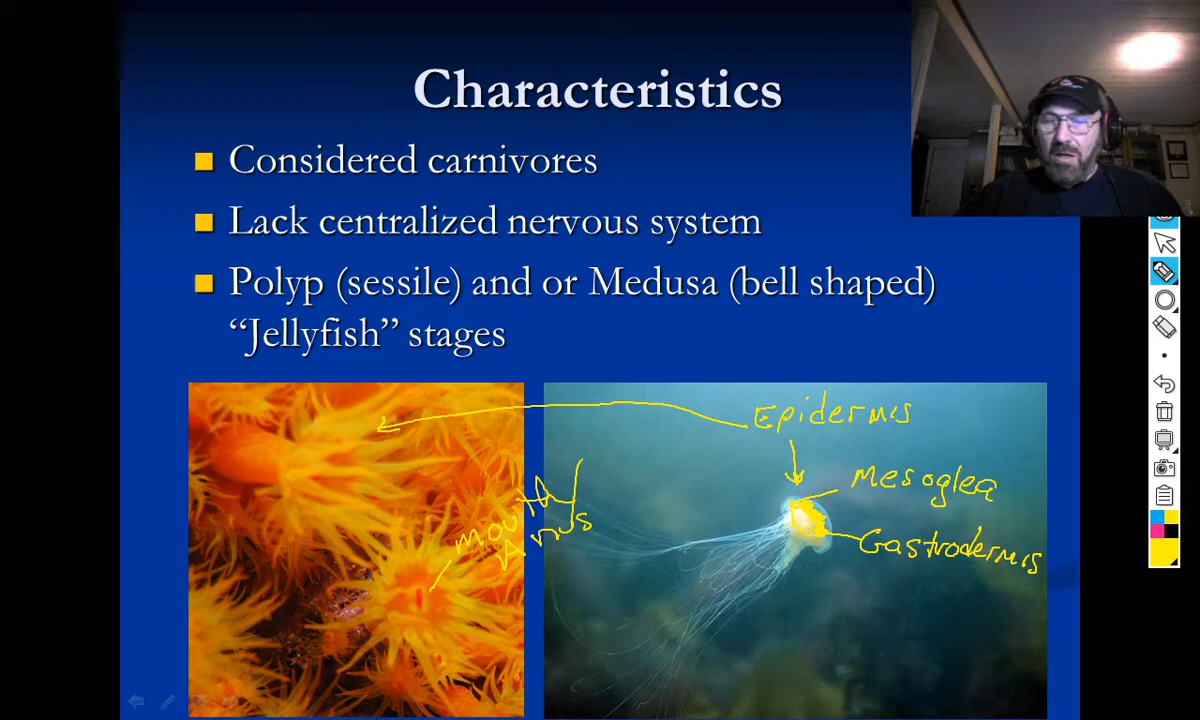 Characteristics
Considered carnivores
Lack centralized nervous system
Polyp (sessile) and or Medusa (bell shaped)
“Jellyfish” stages
Epidermis
Mesoglea
Gastrodermis
mouth/
Anus